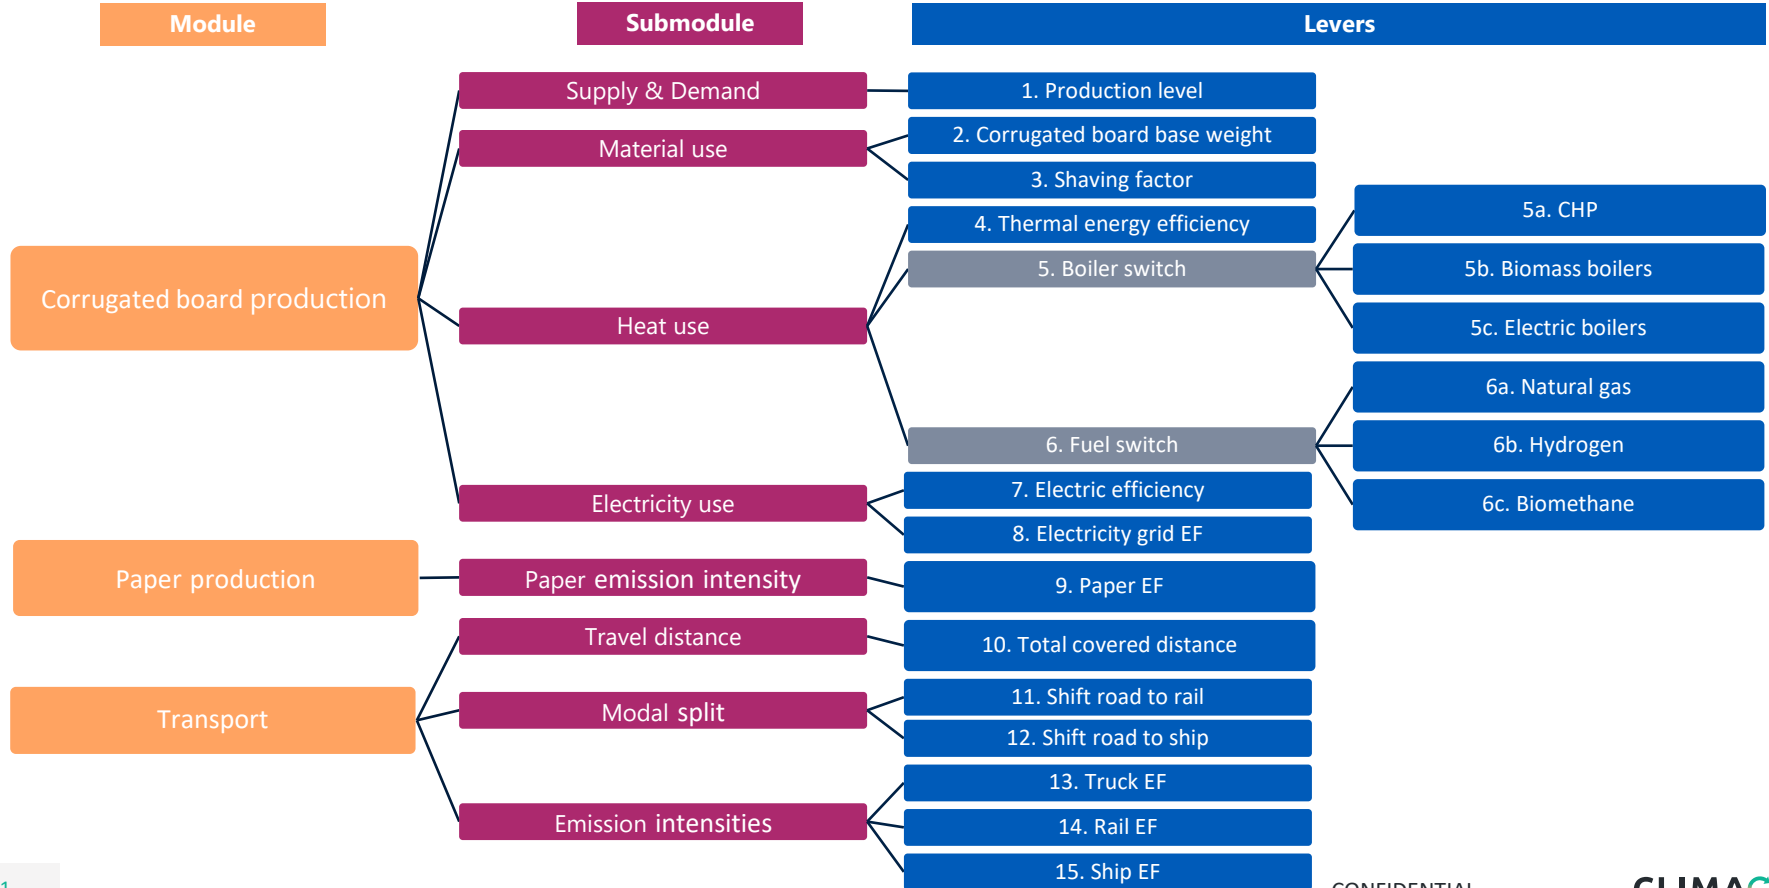 Module
Submodule
Levers
Supply & Demand
1. Production level
Material use
2. Corrugated board base weight
3. Shaving factor
Corrugated board production
Heat use
4. Thermal energy efficiency
5. Boiler switch
5a. CHP
5b. Biomass boilers
5c. Electric boilers
6. Fuel switch
6a. Natural gas
6b. Hydrogen
6c. Biomethane
Electricity use
7. Electric efficiency
8. Electricity grid EF
Paper production
Paper emission intensity
9. Paper EF
Transport
Travel distance
10. Total covered distance
Modal split
11. Shift road to rail
12. Shift road to ship
Emission intensities
13. Truck EF
14. Rail EF
15. Ship EF
1
CONFIDENTIAL
CLIMAC